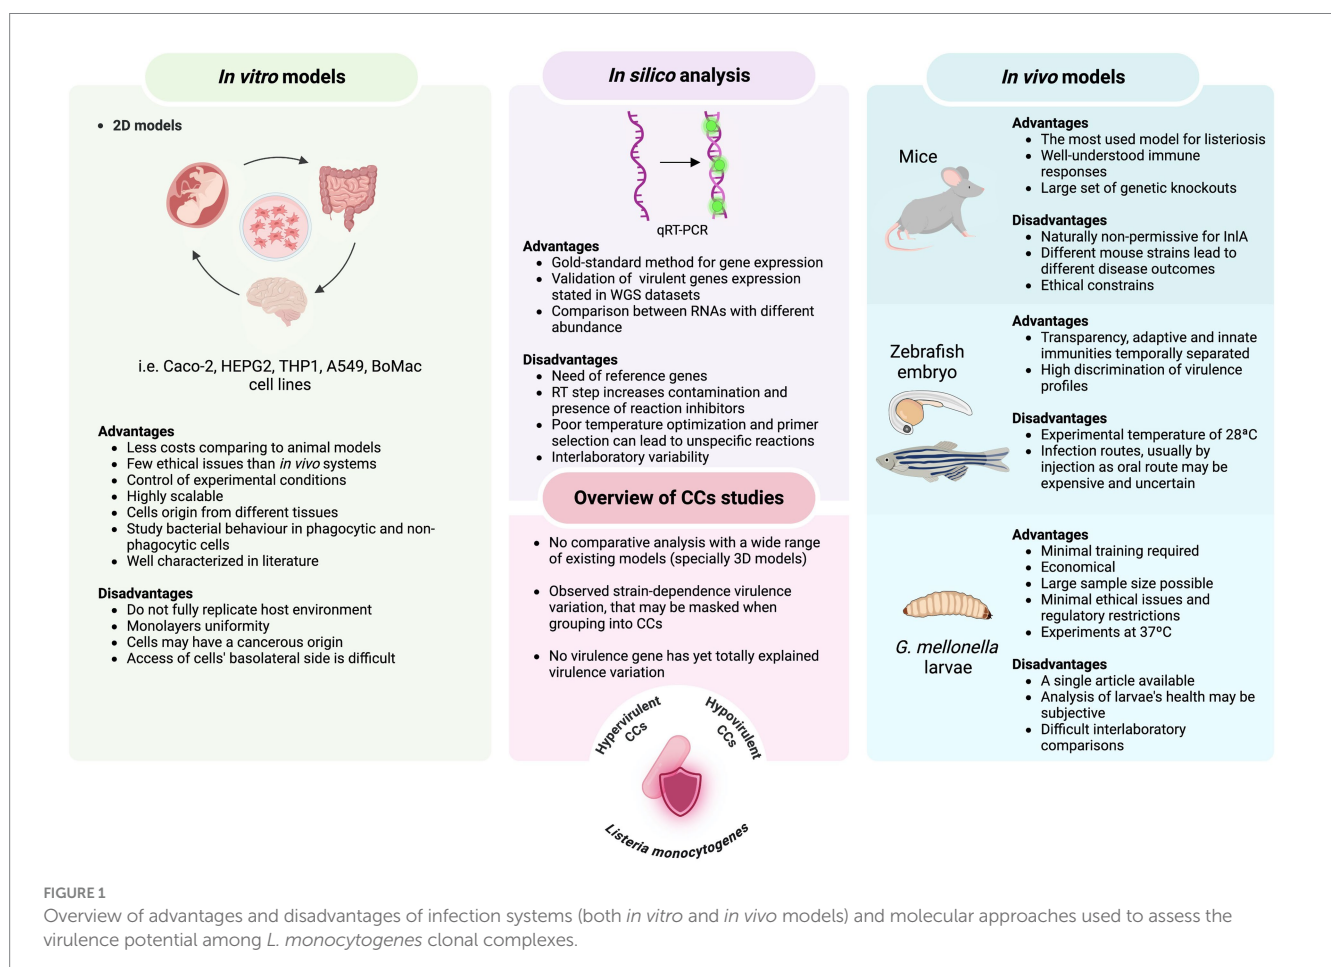 In vitro models
• 2D models
i.e. Caco-2, HEPG2, THP1, A549, BoMac
cell lines
Advantages
• Less costs comparing to animal models
• Few ethical issues than in vivo systems
• Control of experimental conditions
• Highly scalable
• Cells origin from different tissues
• Study bacterial behaviour in phagocytic and non-
phagocytic cells
• Well characterized in literature
Disadvantages
• Do not fully replicate host environment
• Monolayers uniformity
• Cells may have a cancerous origin
• Access of cells' basolateral side is difficult
In silico analysis
qRT-PCR
Advantages
• Gold-standard method for gene expression
• Validation of virulent genes expression
stated in WGS datasets
• Comparison between RNAs with different
abundance
Disadvantages
• Need of reference genes
• RT step increases contamination and
presence of reaction inhibitors
• Poor temperature optimization and primer
selection can lead to unspecific reactions
• Interlaboratory variability
Overview of CCs studies
• No comparative analysis with a wide range
of existing models (specially 3D models)
• Observed strain-dependence virulence
variation, that may be masked when
grouping into CCs
• No virulence gene has yet totally explained
virulence variation
Hypervirulent
CCs
Hypovirulent
CCs
Listeria monocytogenes
In vivo models
Mice
Advantages
• The most used model for listeriosis
• Well-understood immune
responses
• Large set of genetic knockouts
Disadvantages
• Naturally non-permissive for InlA
• Different mouse strains lead to
different disease outcomes
• Ethical constrains
Zebrafish
embryo
Advantages
• Transparency, adaptive and innate
immunities temporally separated
• High discrimination of virulence
profiles
Disadvantages
• Experimental temperature of 28ªC
• Infection routes, usually by
injection as oral route may be
expensive and uncertain
G. mellonella
larvae
Advantages
• Minimal training required
• Economical
• Large sample size possible
• Minimal ethical issues and
regulatory restrictions
• Experiments at 37ºC
Disadvantages
• A single article available
• Analysis of larvae's health may be
subjective
• Difficult interlaboratory
comparisons
FIGURE 1
Overview of advantages and disadvantages of infection systems (both in vitro and in vivo models) and molecular approaches used to assess the
virulence potential among L. monocytogenes clonal complexes.